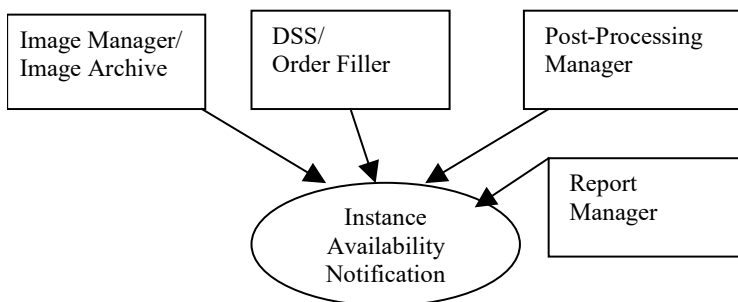 Image Manager/
Image Archive
DSS/
Order Filler
Post-Processing
Manager
Report
Manager
Instance
Availability
Notification